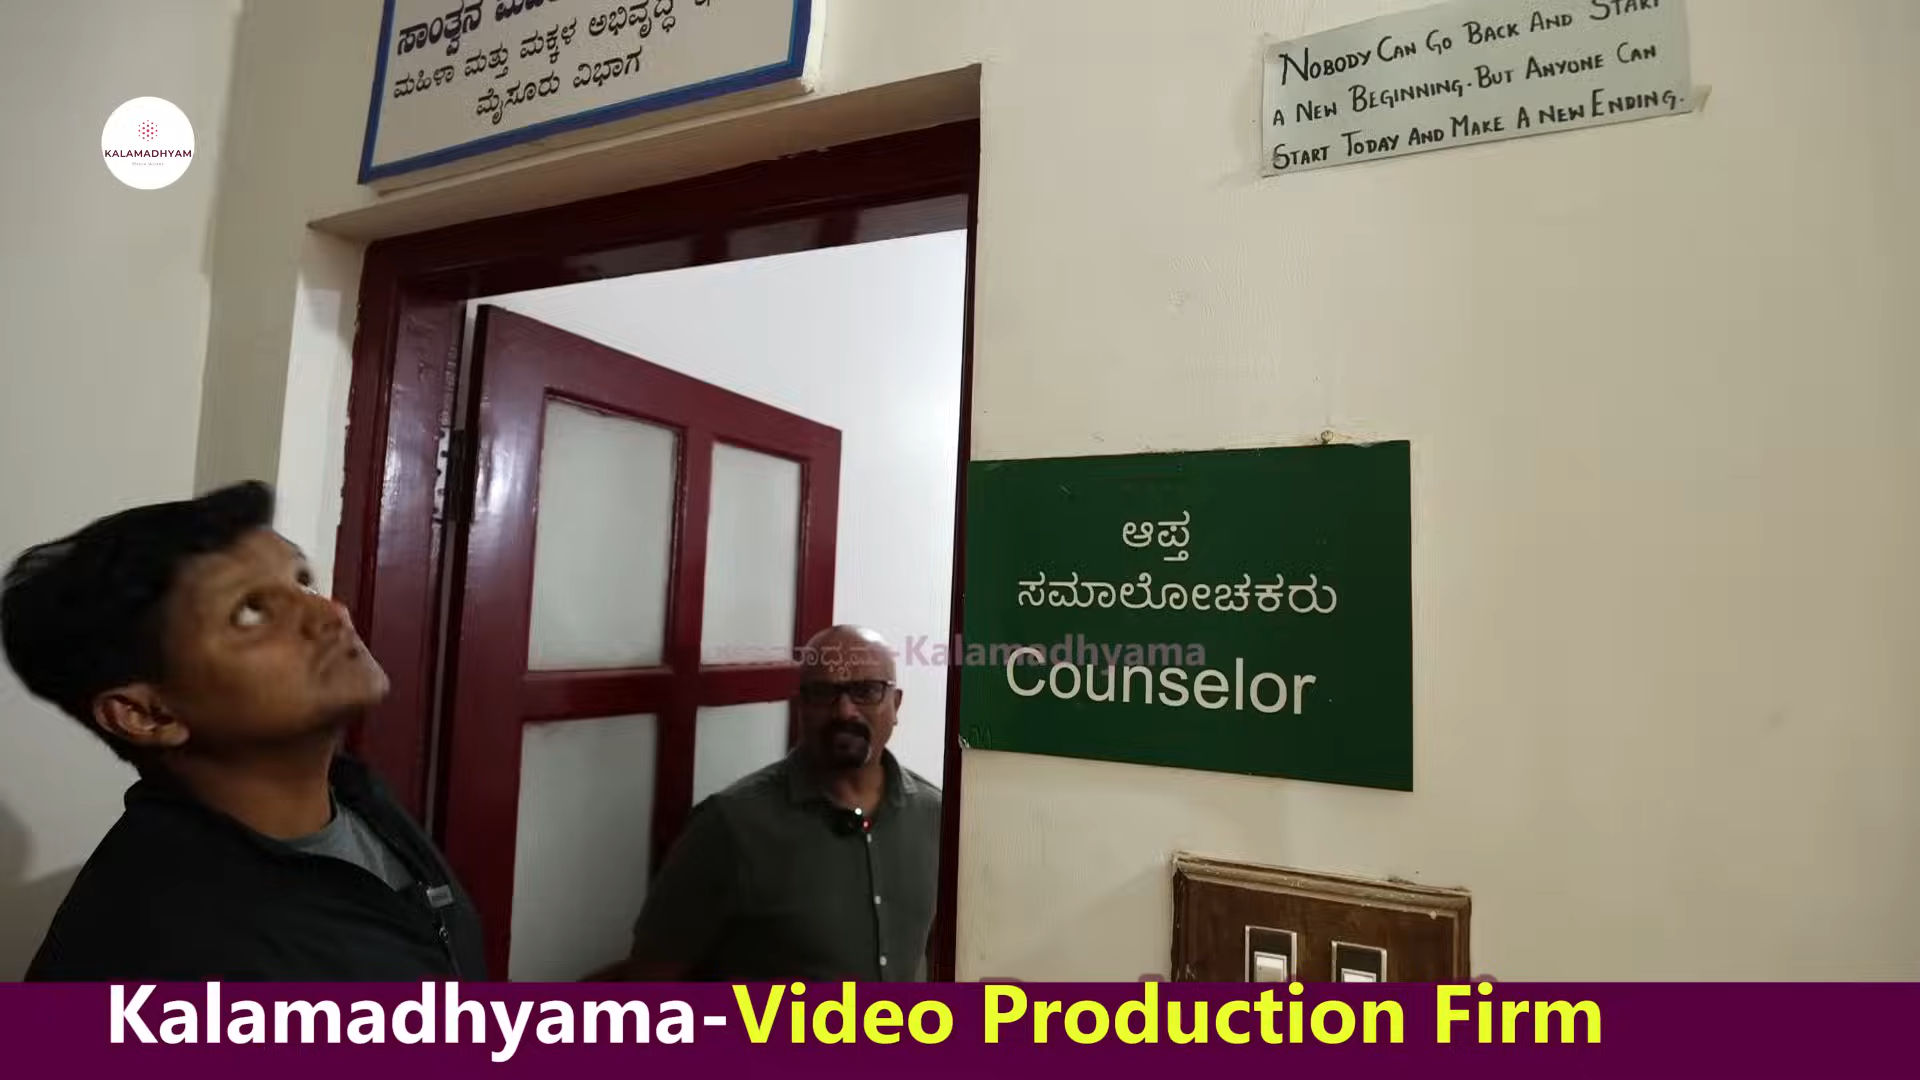 ಸಾಂತ್ವನ
ಮಹಿಳಾ ಮತ್ತು ಮಕ್ಕಳ ಅಭಿವೃದ್ಧಿ
ಮೈಸೂರು ವಿಭಾಗ
NOBODY CAN GO BACK AND START
A NEW BEGINNING. BUT ANYONE CAN
START TODAY AND MAKE A NEW ENDING.
KALAMADHYAM
ಆಪ್ತ
ಸಮಾಲೋಚಕರು
Counselor
-Kalamadhyama
Kalamadhyama-Video Production Firm